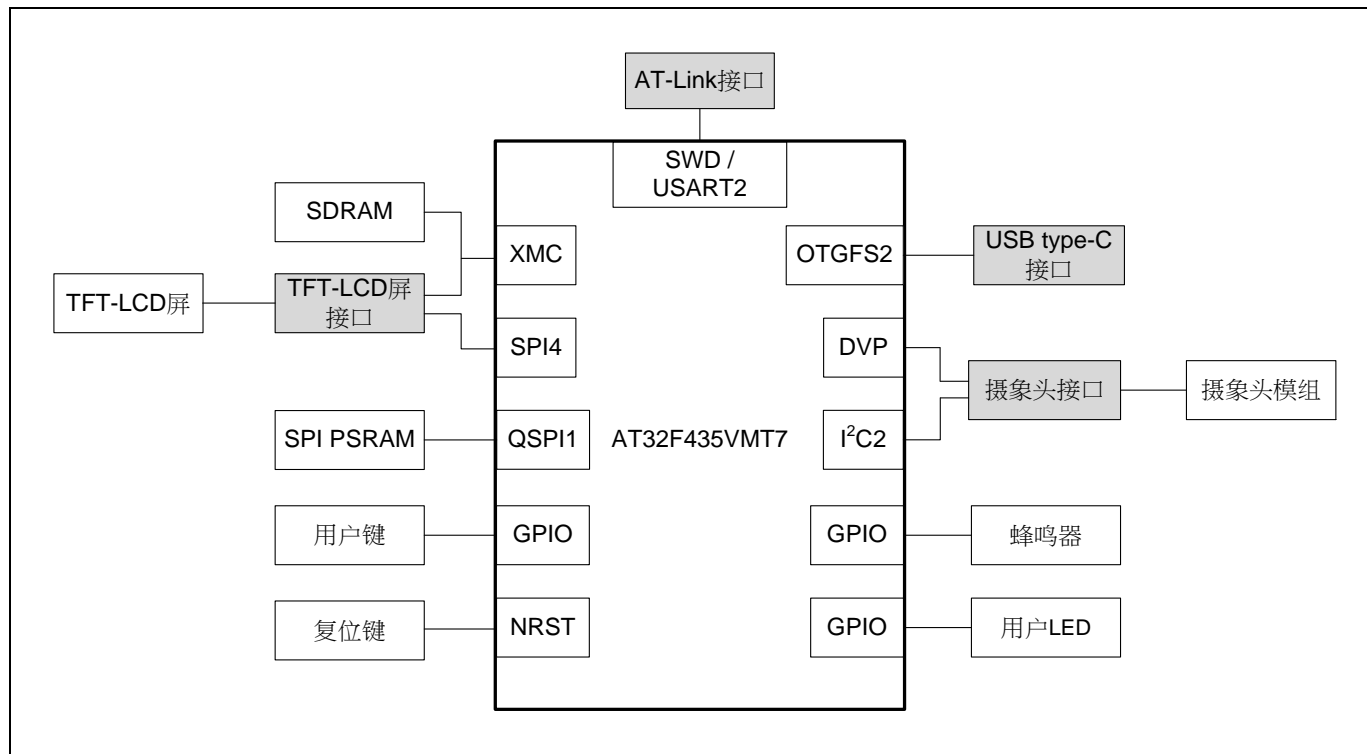 AT-Link接口
SWD /
USART2
SDRAM
XMC
OTGFS2
USB type-C
接口
TFT-LCD屏
TFT-LCD屏
接口
SPI4
DVP
摄象头接口
摄象头模组
SPI PSRAM
QSPI1
AT32F435VMT7
I²C2
用户键
GPIO
GPIO
蜂鸣器
复位键
NRST
GPIO
用户LED